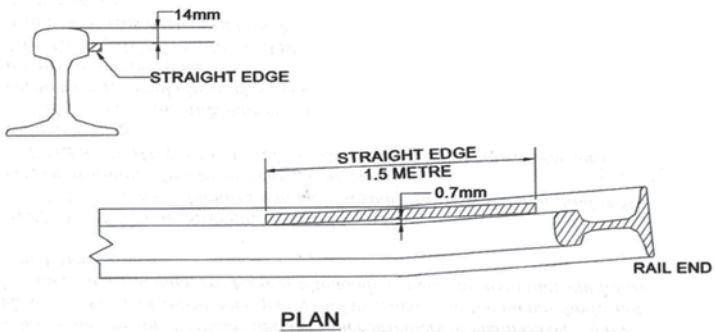 14mm
STRAIGHT EDGE
STRAIGHT EDGE
1.5 METRE
0.7mm
RAIL END
PLAN